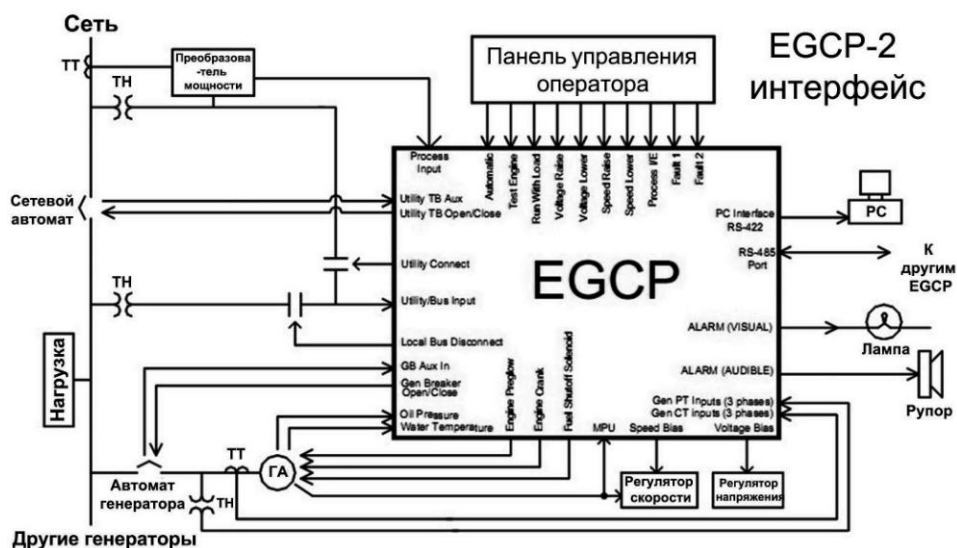 Сеть
ТТ
ТН
Преобразова
-тель
мощности
Панель управления
оператора
EGCP-2
интерфейс
Process
Input
Automatic
Test Engine
Run With Load
Voltage Raise
Voltage Lower
Speed Raise
Speed Lower
Process I/E
Fault 1
Fault 2
Сетевой
автомат
Utility TB Aux
Utility TB Open/Close
PC Interface
RS-422
PC
RS-485
Port
К
другим
EGCP
Utility Connect
EGCP
ТН
Utility/Bus Input
Local Bus Disconnect
ALARM (VISUAL)
Лампа
Нагрузка
GB Aux In
Gen Breaker
Open/Close
ALARM (AUDIBLE)
Рупор
Oil Pressure
Water Temperature
Engine Preglow
Engine Crank
Fuel Shutoff Solenoid
MPU
Speed Bias
Gen PT Inputs (3 phases)
Gen CT inputs (3 phases)
Voltage Bias
ТТ
ГА
Автомат
генератора
ТН
Регулятор
скорости
Регулятор
напряжения
Другие генераторы